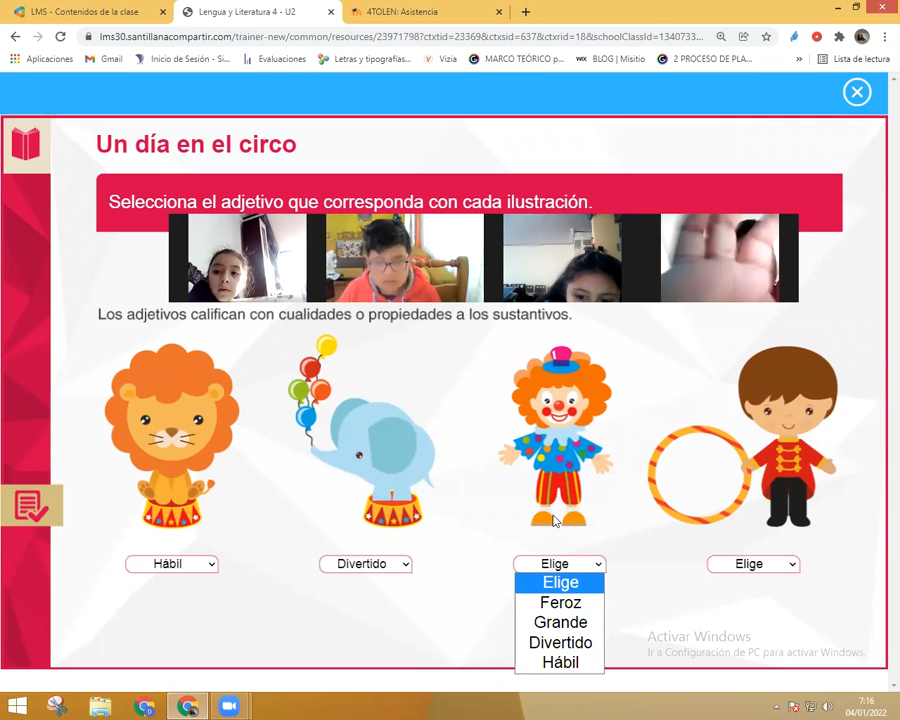 LMS - Contenidos de la clase
Lengua y Literatura 4 - U2
4TOLEN: Asistencia
lms30.santillanacompartir.com/trainer-new/common/resources/23971798?ctxtid=23369&ctxsid=637&ctxrid=18&schoolClassId=1340733...
Aplicaciones
Gmail
Inicio de Sesión - Si...
Evaluaciones
Letras y tipografías...
Vizia
MARCO TEÓRICO p...
WIX BLOG | Misitio
2 PROCESO DE PLA...
»
Lista de lectura
Un día en el circo
Selecciona el adjetivo que corresponda con cada ilustración.
Los adjetivos califican con cualidades o propiedades a los sustantivos.
Hábil
Divertido
Elige
Elige
Elige
Feroz
Grande
Divertido
Hábil
Activar Windows
Ir a Configuración de PC para activar Windows.
7:16
04/01/2022